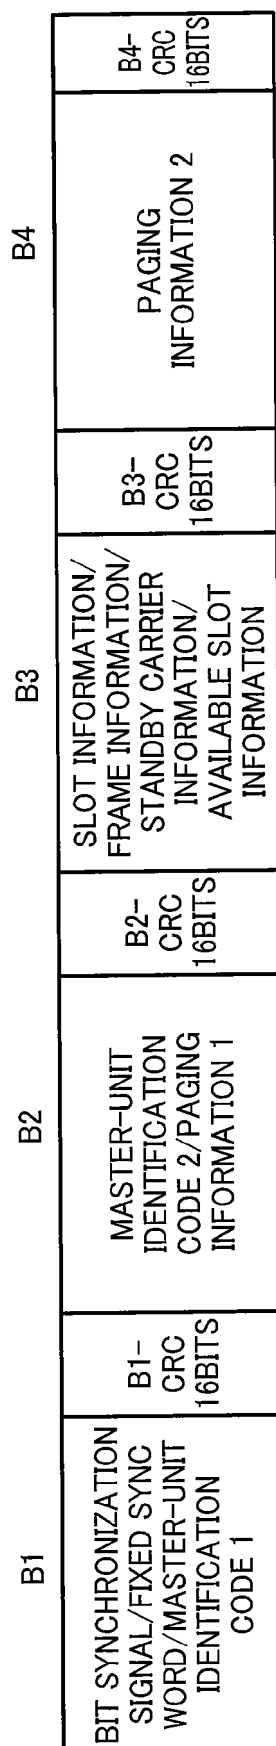 B1
BIT SYNCHRONIZATION
SIGNAL/FIXED SYNC
WORD/MASTER-UNIT
IDENTIFICATION
CODE 1
B1-
CRC
16BITS
B2
MASTER-UNIT
IDENTIFICATION
CODE 2/PAGING
INFORMATION 1
B2-
CRC
16BITS
B3
SLOT INFORMATION/
FRAME INFORMATION/
STANDBY CARRIER
INFORMATION/
AVAILABLE SLOT
INFORMATION
B3-
CRC
16BITS
B4
PAGING
INFORMATION 2
B4-
CRC
16BITS